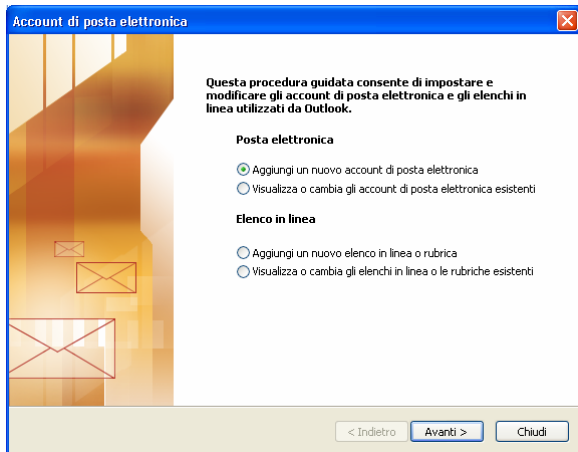 Account di posta elettronica
Questa procedura guidata consente di impostare e
modificare gli account di posta elettronica e gli elenchi in
linea utilizzati da Outlook.
Posta elettronica
Aggiungi un nuovo account di posta elettronica
Visualizza o cambia gli account di posta elettronica esistenti
Elenco in linea
Aggiungi un nuovo elenco in linea o rubrica
Visualizza o cambia gli elenchi in linea o le rubriche esistenti
< Indietro
Avanti >
Chiudi